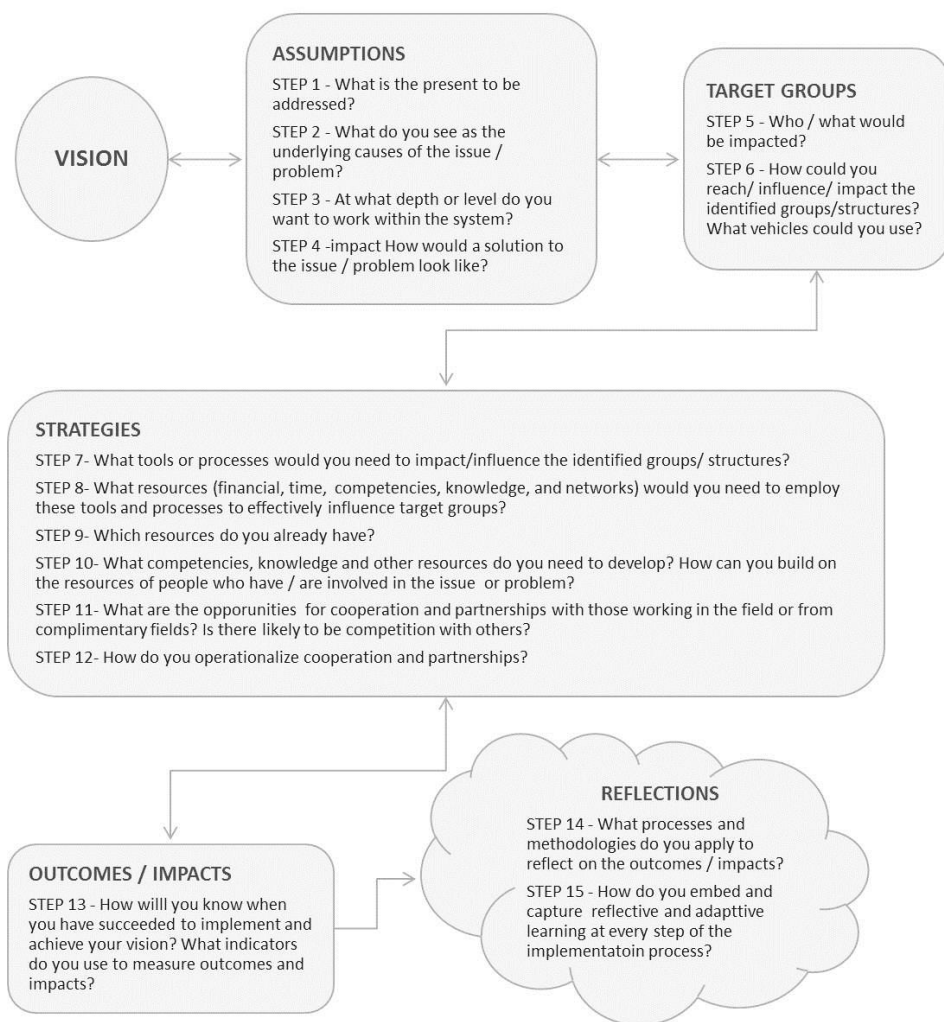 VISION
ASSUMPTIONS
STEP 1 - What is the present to be
addressed?
STEP 2 - What do you see as the
underlying causes of the issue /
problem?
STEP 3 - At what depth or level do you
want to work within the system?
STEP 4 -impact How would a solution to
the issue / problem look like?
TARGET GROUPS
STEP 5 - Who / what would
be impacted?
STEP 6 - How could you
reach/ influence/ impact the
identified groups/structures?
What vehicles could you use?
STRATEGIES
STEP 7- What tools or processes would you need to impact/influence the identified groups/ structures?
STEP 8- What resources (financial, time, competencies, knowledge, and networks) would you need to employ
these tools and processes to effectively influence target groups?
STEP 9- Which resources do you already have?
STEP 10- What competencies, knowledge and other resources do you need to develop? How can you build on
the resources of people who have / are involved in the issue or problem?
STEP 11- What are the opporunities for cooperation and partnerships with those working in the field or from
complimentary fields? Is there likely to be competition with others?
STEP 12- How do you operationalize cooperation and partnerships?
OUTCOMES / IMPACTS
STEP 13 - How willl you know when
you have succeeded to implement and
achieve your vision? What indicators
do you use to measure outcomes and
impacts?
REFLECTIONS
STEP 14 - What processes and
methodologies do you apply to
reflect on the outcomes / impacts?
STEP 15 - How do you embed and
capture reflective and adapttive
learning at every step of the
implementatoin process?